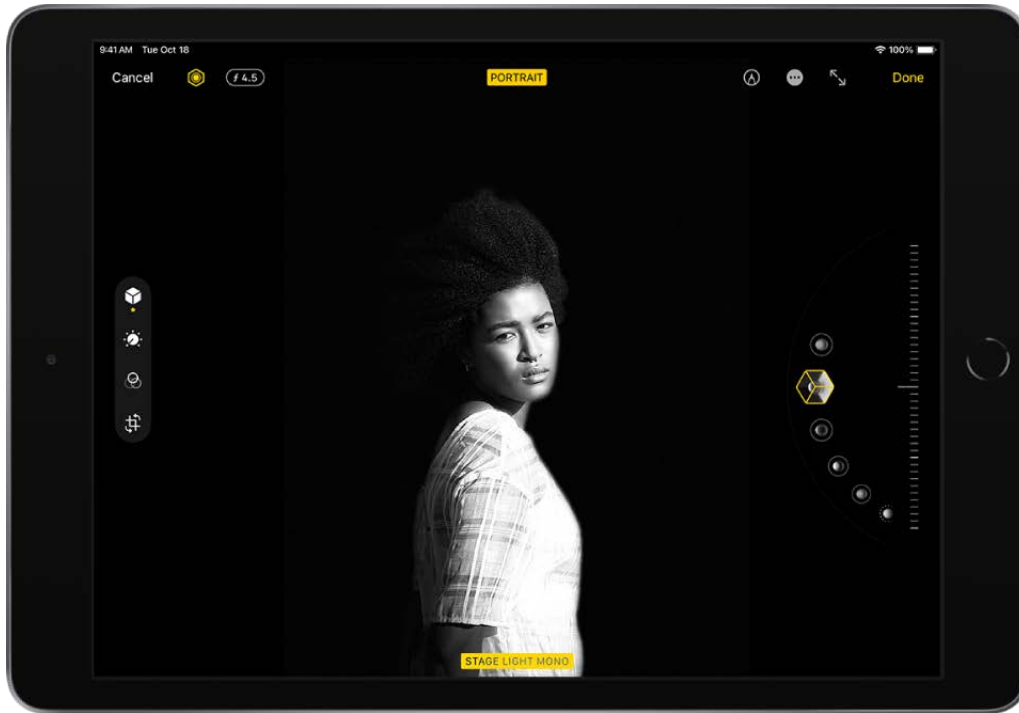 9:41 AM Tue Oct 18
100%
Cancel
f 4.5
PORTRAIT
Done
STAGE LIGHT MONO